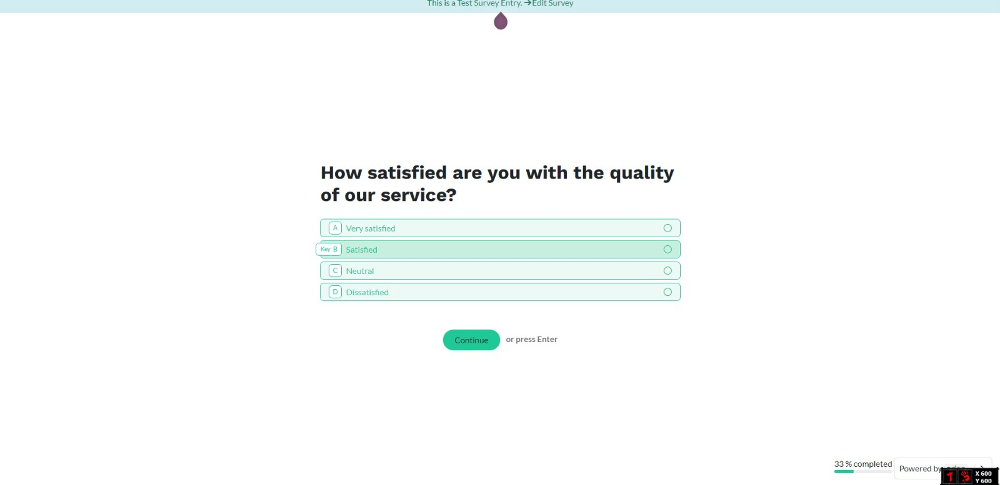 This is a Test Survey Entry. →Edit Survey
How satisfied are you with the quality
of our service?
A Very satisfied
Key B Satisfied
C Neutral
D Dissatisfied
Continue or press Enter
33 % completed
Powered by
X 600
Y 600